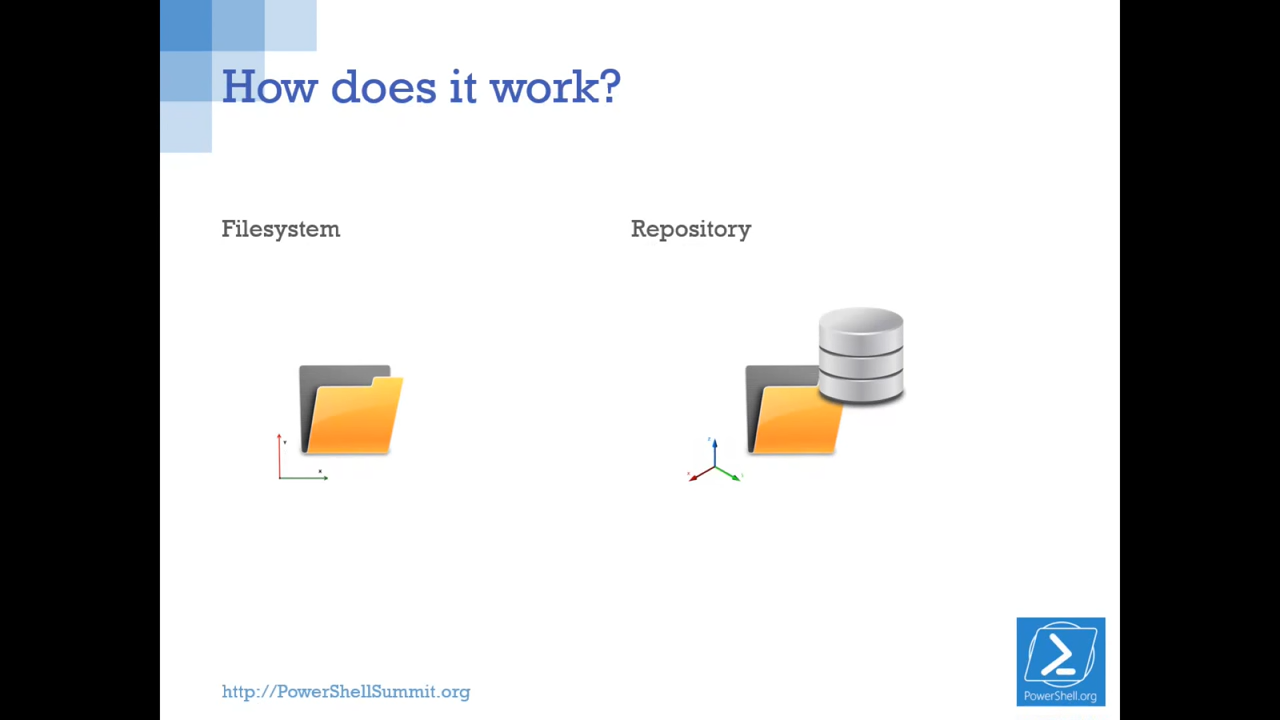 How does it work?
Filesystem
Repository
Y
X
Z
http://PowerShellSummit.org
PowerShell.org